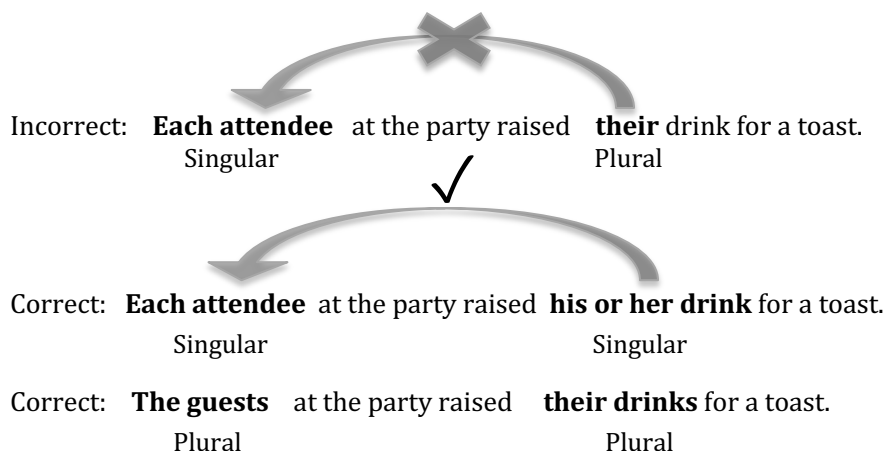 Incorrect: Each attendee at the party raised their drink for a toast.
Singular Plural
Correct: Each attendee at the party raised his or her drink for a toast.
Singular Singular
Correct: The guests at the party raised their drinks for a toast.
Plural Plural